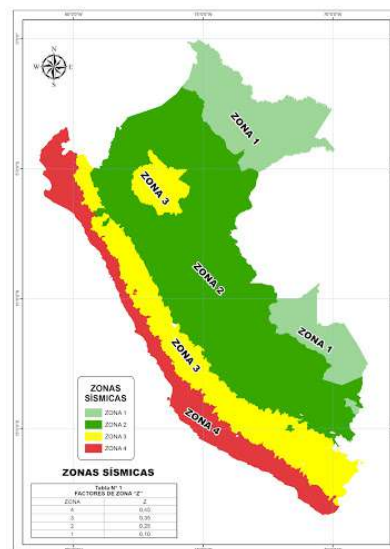 N
W E
S
ZONA 1
ZONA 3
ZONA 2
ZONA 1
ZONA 3
ZONA 4
ZONAS
SÍSMICAS
ZONA 1
ZONA 2
ZONA 3
ZONA 4
ZONAS SÍSMICAS
Tabla N° 1
FACTORES DE ZONA "Z"
ZONA Z
4 0,45
3 0,35
2 0,25
1 0,10